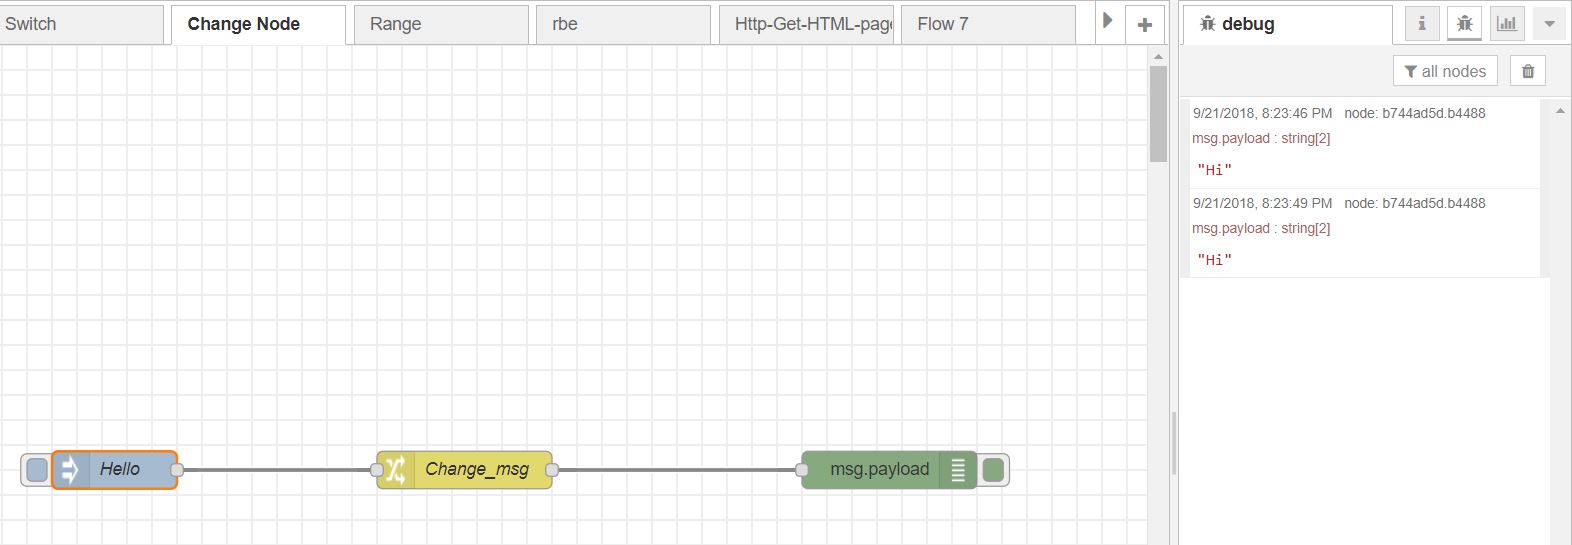 Switch
Change Node
Range
rbe
Http-Get-HTML-page
Flow 7
debug
all nodes
9/21/2018, 8:23:46 PM node: b744ad5d.b4488
msg.payload : string[2]
"Hi"
9/21/2018, 8:23:49 PM node: b744ad5d.b4488
msg.payload : string[2]
"Hi"
Hello
Change_msg
msg.payload